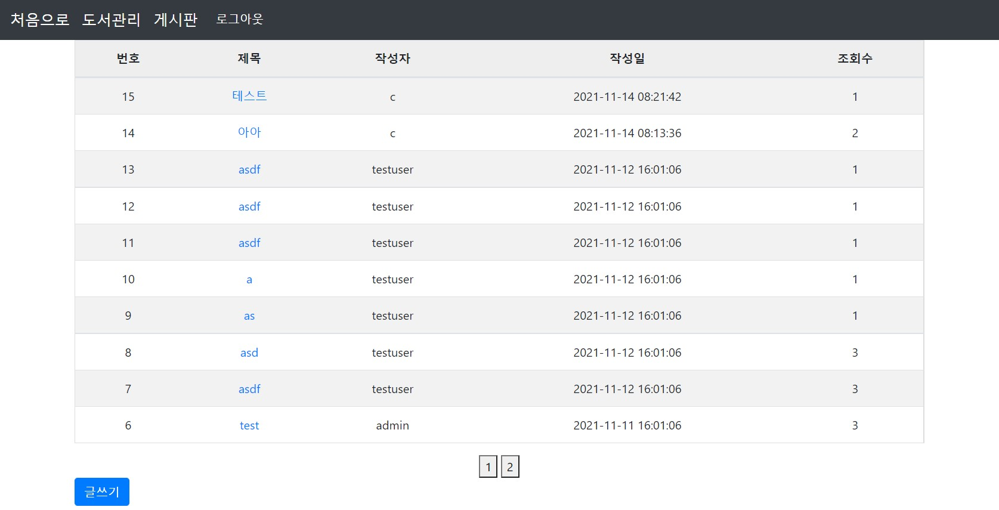 처음으로 도서관리 게시판 로그아웃
번호 제목 작성자 작성일 조회수
15 테스트 c 2021-11-14 08:21:42 1
14 아아 c 2021-11-14 08:13:36 2
13 asdf testuser 2021-11-12 16:01:06 1
12 asdf testuser 2021-11-12 16:01:06 1
11 asdf testuser 2021-11-12 16:01:06 1
10 a testuser 2021-11-12 16:01:06 1
9 as testuser 2021-11-12 16:01:06 1
8 asd testuser 2021-11-12 16:01:06 3
7 asdf testuser 2021-11-12 16:01:06 3
6 test admin 2021-11-11 16:01:06 3
1 2
글쓰기